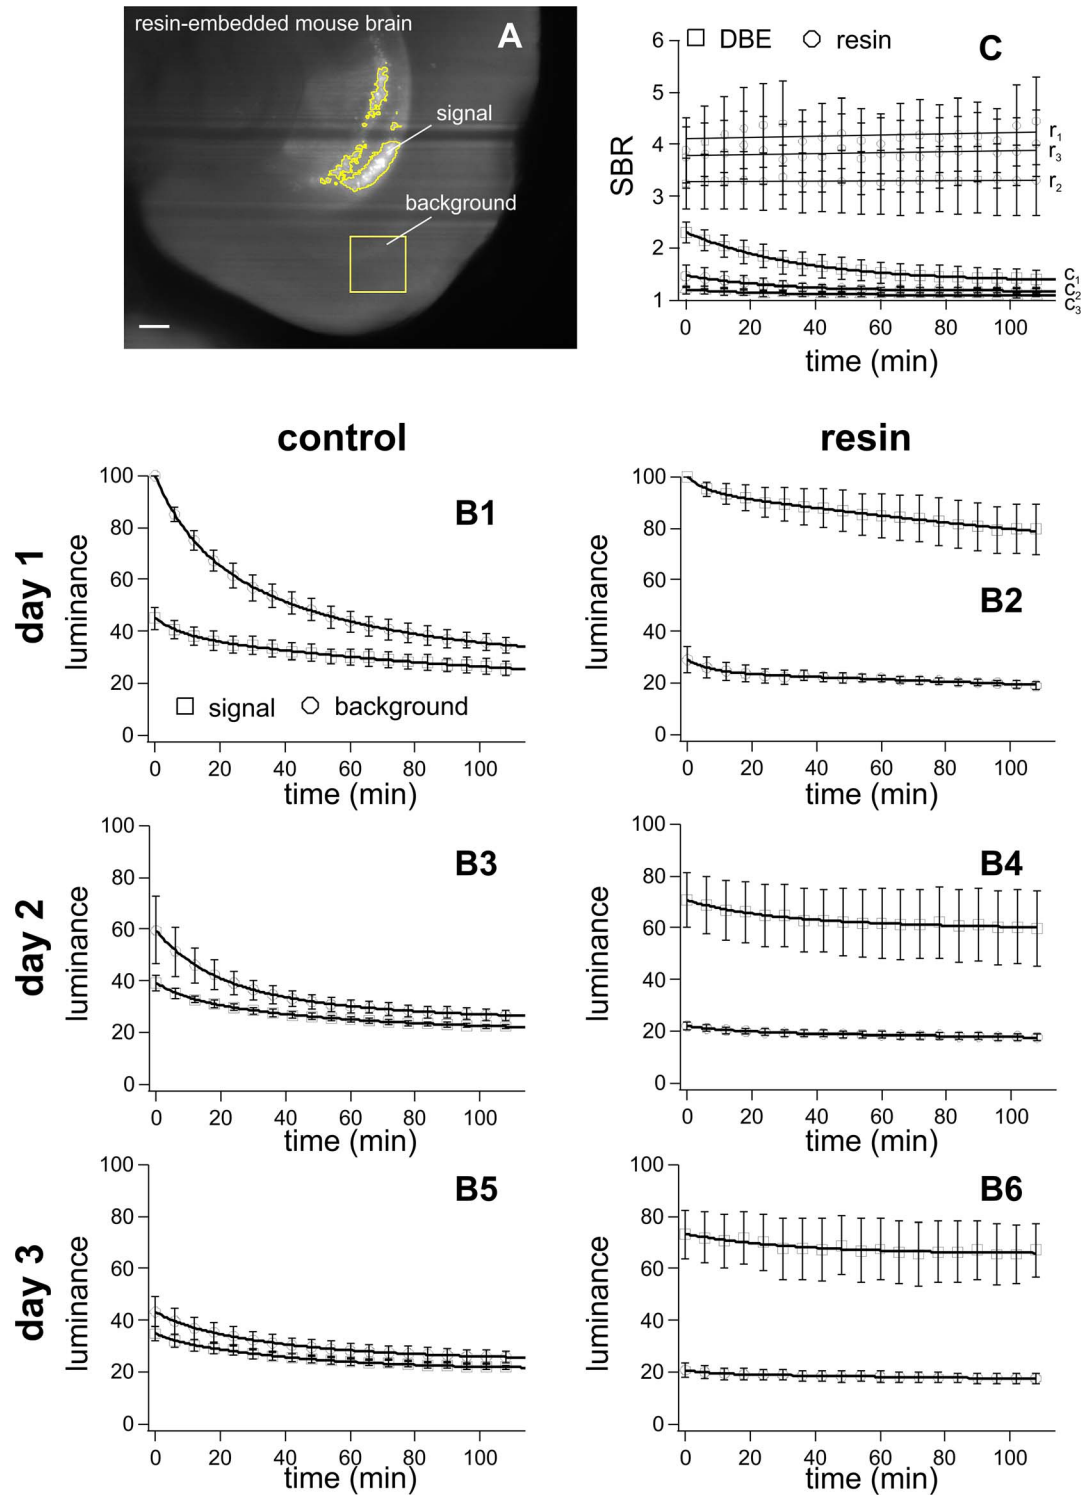 resin-embedded mouse brain
A
signal
background
DBE resin
C
6
5
4
3
2
1
SBR
r1
r3
r2
c1
c2
c3
0 20 40 60 80 100
time (min)
control
resin
day 1
luminance
100
80
60
40
20
0
B1
signal background
0 20 40 60 80 100
time (min)
luminance
100
80
60
40
20
0
B2
0 20 40 60 80 100
time (min)
day 2
luminance
100
80
60
40
20
0
B3
0 20 40 60 80 100
time (min)
luminance
100
80
60
40
20
0
B4
0 20 40 60 80 100
time (min)
day 3
luminance
100
80
60
40
20
0
B5
0 20 40 60 80 100
time (min)
luminance
100
80
60
40
20
0
B6
0 20 40 60 80 100
time (min)